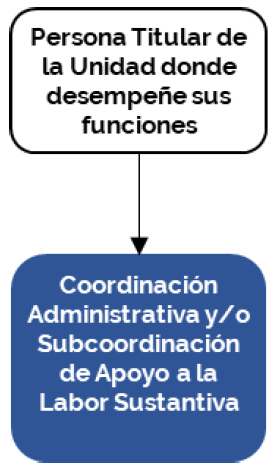 Persona Titular de
la Unidad donde
desempeñe sus
funciones
Coordinación
Administrativa y/o
Subcoordinación
de Apoyo a la
Labor Sustantiva